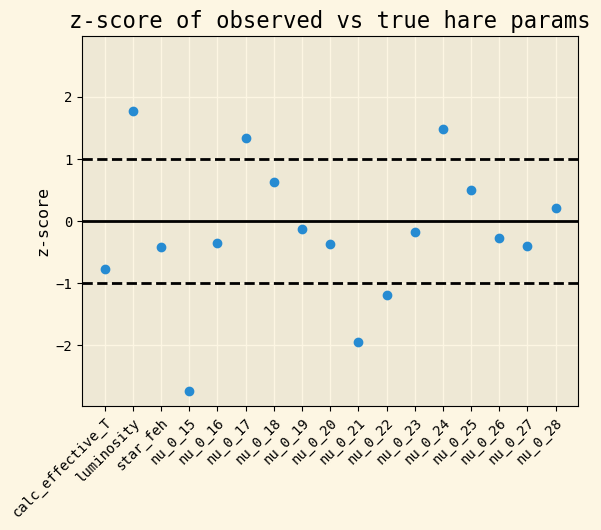 z-score of observed vs true hare params
z-score
2
1
0
−1
−2
calc_effective_T
luminosity
star_feh
nu_0_15
nu_0_16
nu_0_17
nu_0_18
nu_0_19
nu_0_20
nu_0_21
nu_0_22
nu_0_23
nu_0_24
nu_0_25
nu_0_26
nu_0_27
nu_0_28